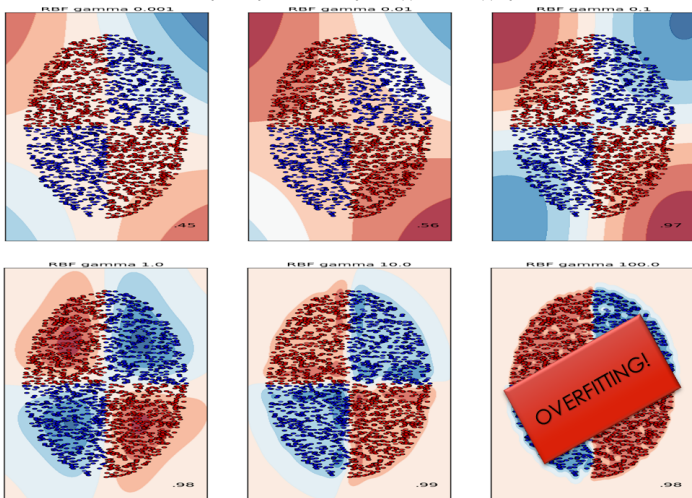 RBF gamma 0.001
RBF gamma 0.01
RBF gamma 0.1
.45
.56
.97
RBF gamma 1.0
RBF gamma 10.0
RBF gamma 100.0
OVERFITTING!
.98
.99
.98